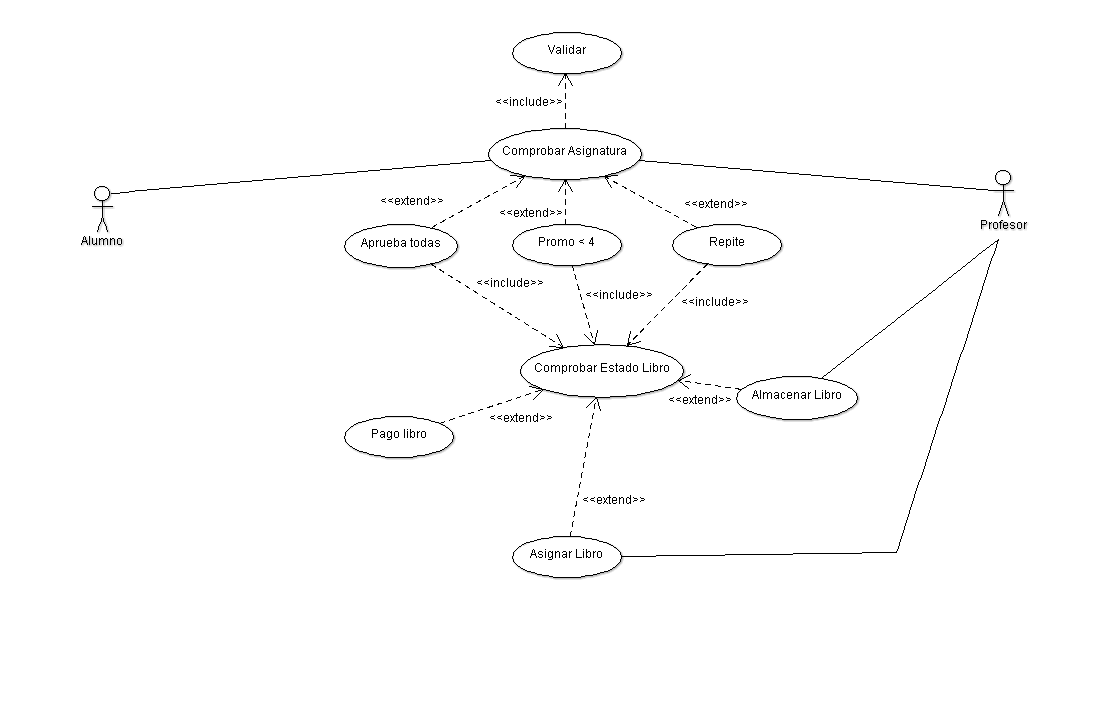 Validar
<<include>>
Comprobar Asignatura
<<extend>>
<<extend>>
<<extend>>
Alumno
Profesor
Aprueba todas
Promo < 4
Repite
<<include>>
<<include>>
<<include>>
Comprobar Estado Libro
Almacenar Libro
<<extend>>
Pago libro
<<extend>>
<<extend>>
Asignar Libro